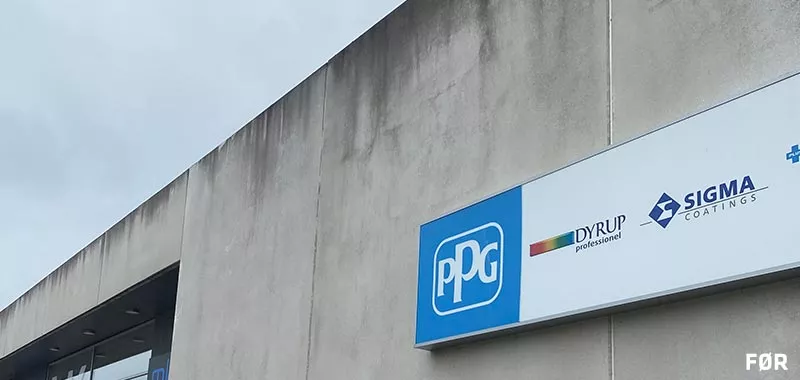 PPG
DYRUP
professionel
SIGMA
COATINGS
FØR